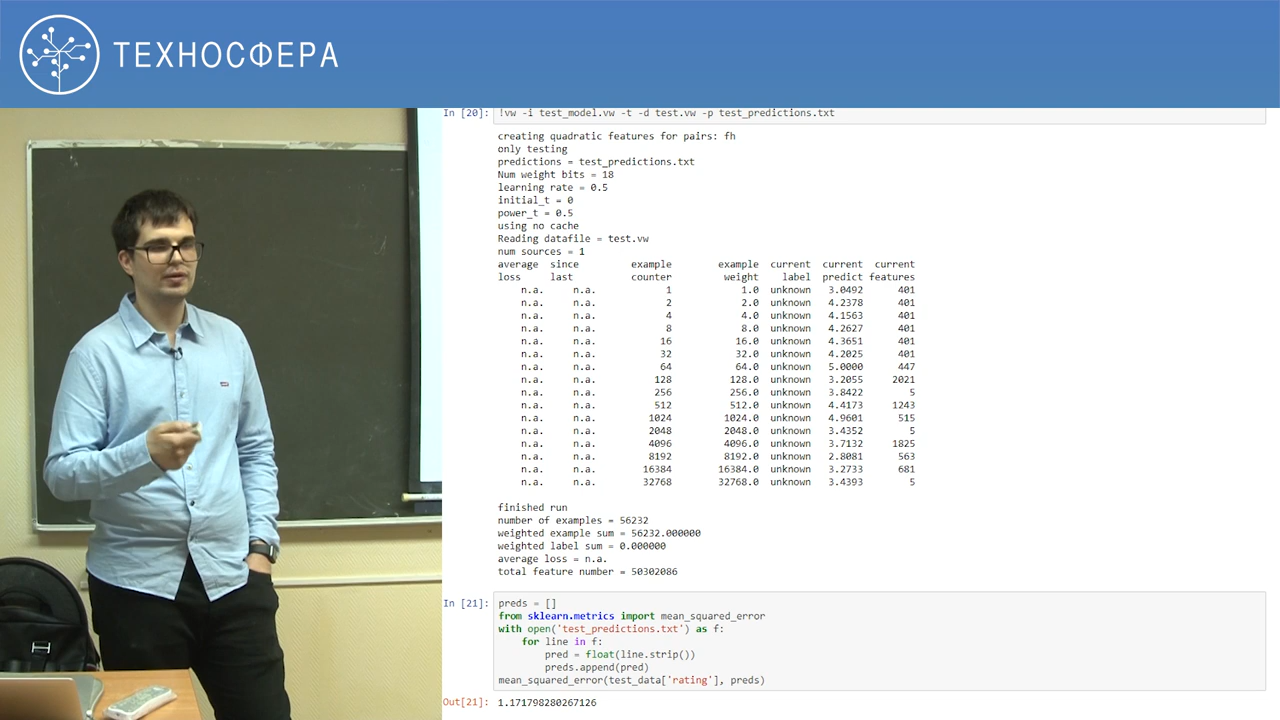 ТЕХНОСФЕРА
In [20]: !vw -i test_model.vw -t -d test.vw -p test_predictions.txt
creating quadratic features for pairs: fh
only testing
predictions = test_predictions.txt
Num weight bits = 18
learning rate = 0.5
initial_t = 0
power_t = 0.5
using no cache
Reading datafile = test.vw
num sources = 1
average since example example current current current
loss last counter weight label predict features
n.a. n.a. 1 1.0 unknown 3.0492 401
n.a. n.a. 2 2.0 unknown 4.2378 401
n.a. n.a. 4 4.0 unknown 4.1563 401
n.a. n.a. 8 8.0 unknown 4.2627 401
n.a. n.a. 16 16.0 unknown 4.3651 401
n.a. n.a. 32 32.0 unknown 4.2025 401
n.a. n.a. 64 64.0 unknown 5.0000 447
n.a. n.a. 128 128.0 unknown 3.2055 2021
n.a. n.a. 256 256.0 unknown 3.8422 5
n.a. n.a. 512 512.0 unknown 4.4173 1243
n.a. n.a. 1024 1024.0 unknown 4.9601 515
n.a. n.a. 2048 2048.0 unknown 3.4352 5
n.a. n.a. 4096 4096.0 unknown 3.7132 1825
n.a. n.a. 8192 8192.0 unknown 2.8081 563
n.a. n.a. 16384 16384.0 unknown 3.2733 681
n.a. n.a. 32768 32768.0 unknown 3.4393 5
finished run
number of examples = 56232
weighted example sum = 56232.000000
weighted label sum = 0.000000
average loss = n.a.
total feature number = 50302086
In [21]: preds = []
from sklearn.metrics import mean_squared_error
with open('test_predictions.txt') as f:
for line in f:
pred = float(line.strip())
preds.append(pred)
mean_squared_error(test_data['rating'], preds)
Out[21]: 1.171798280267126